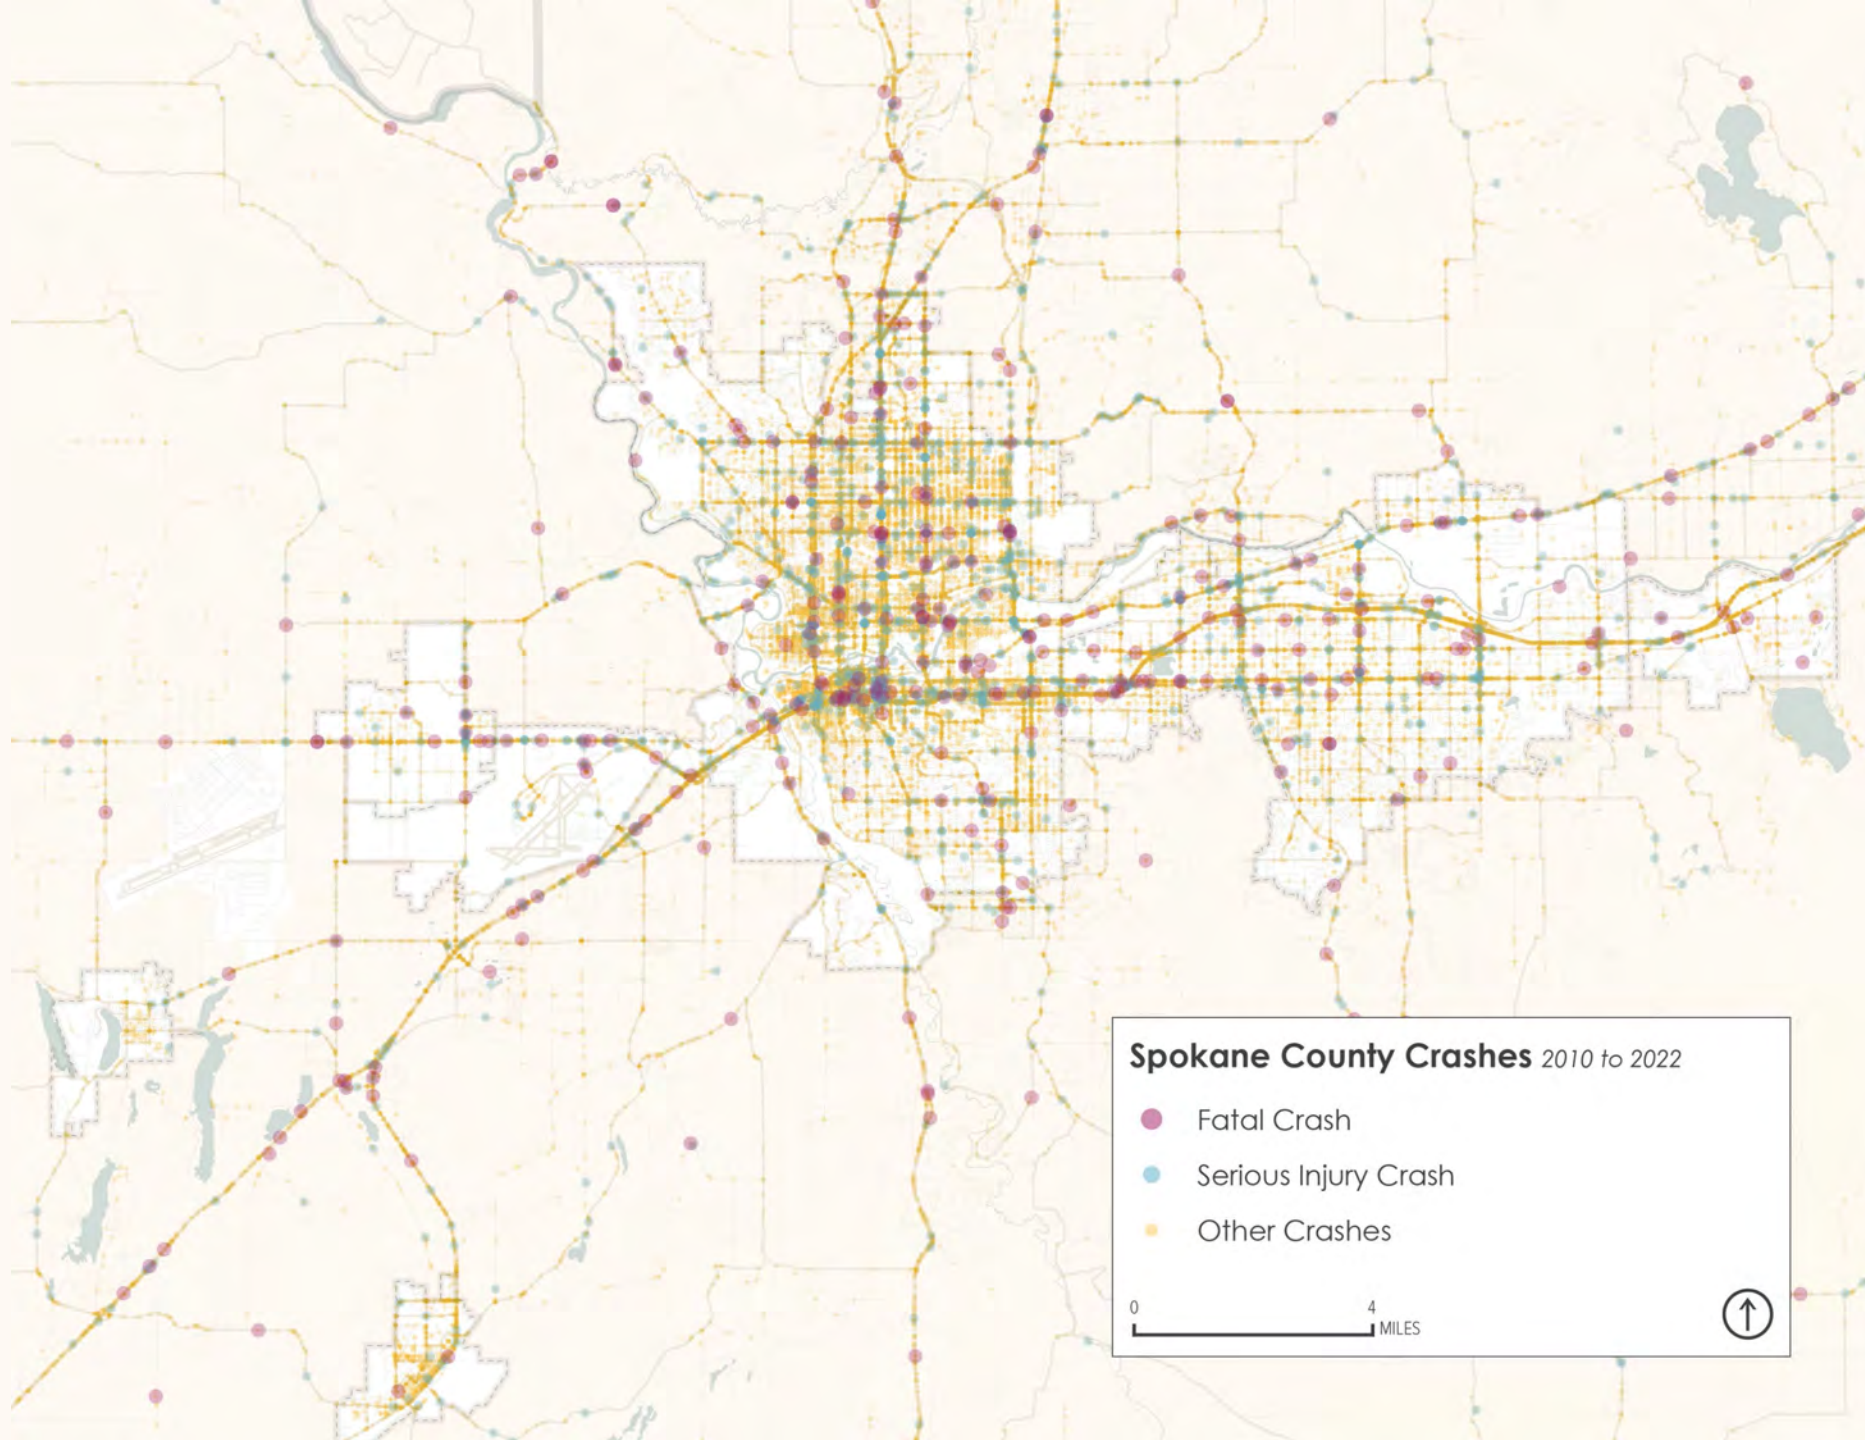 Spokane County Crashes 2010 to 2022
Fatal Crash
Serious Injury Crash
Other Crashes
0 4
MILES